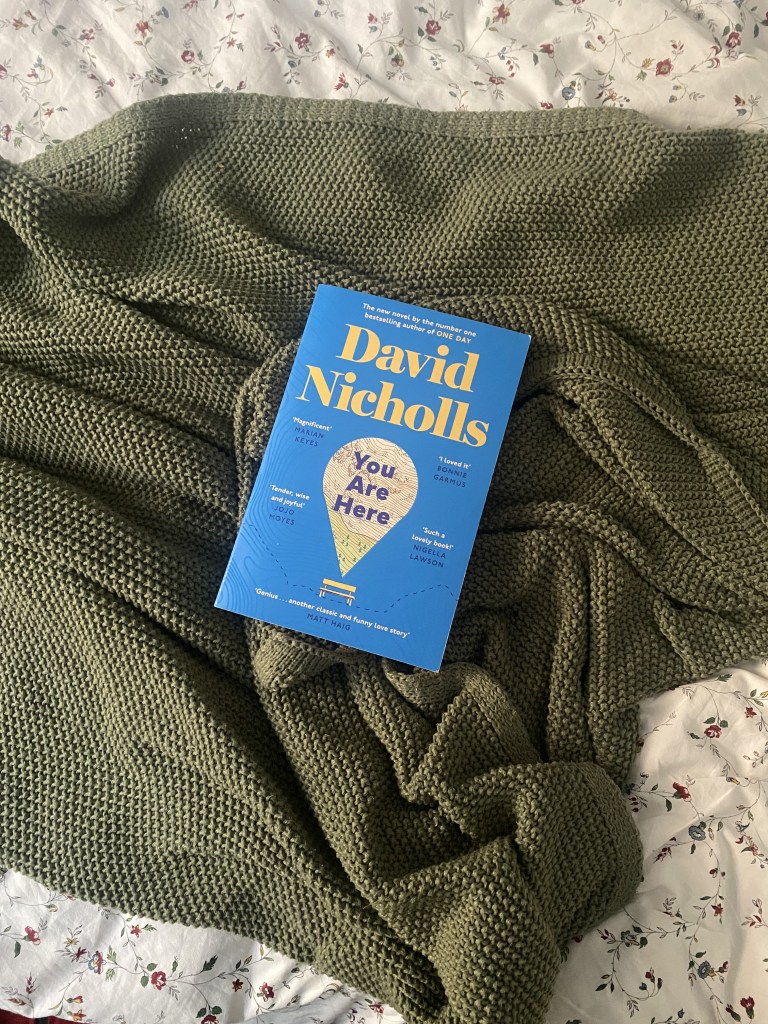 The new novel by the number one
bestselling author of ONE DAY
David
Nicholls
'Magnificent'
MARIAN
KEYES
'I loved it'
BONNIE
GARMUS
You
Are
Here
'Tender, wise
and joyful'
JOJO
MOYES
'Such a
lovely book!'
NIGELLA
LAWSON
'Genius . . . another classic and funny love story'
MATT HAIG